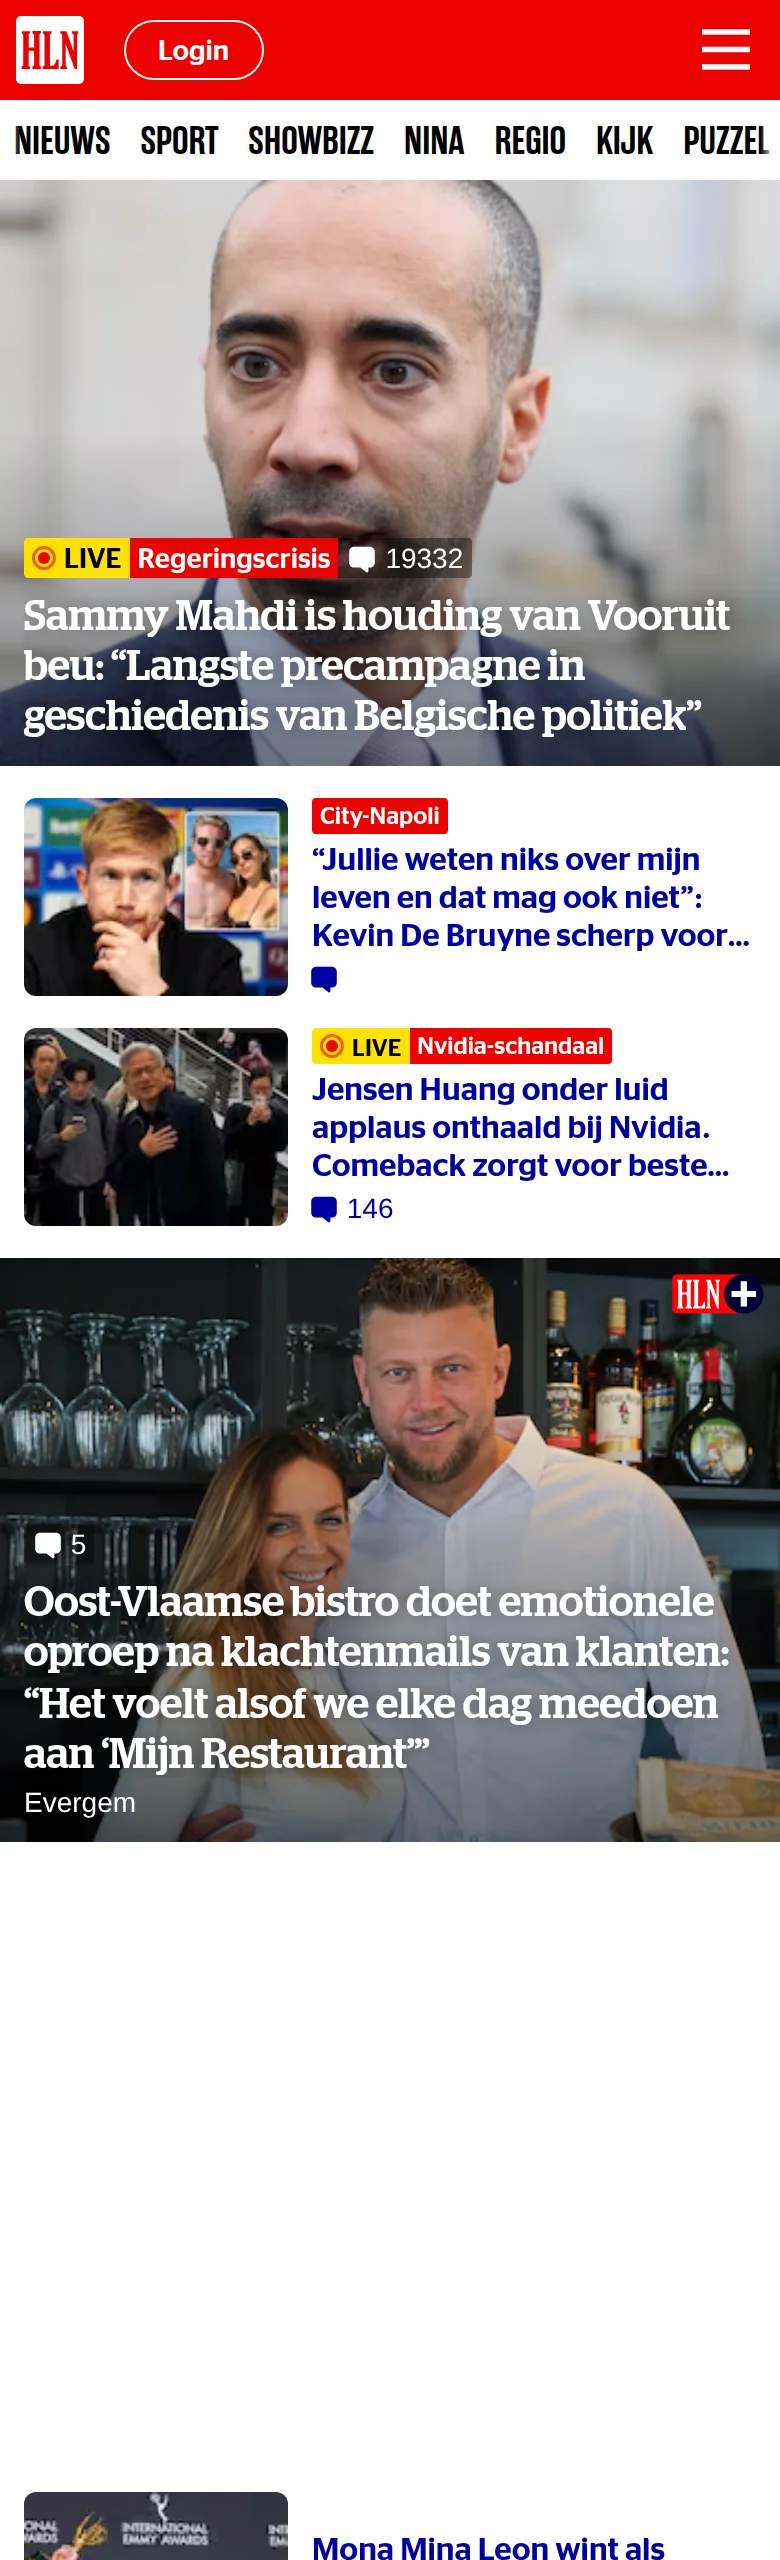 HLN
Login
NIEUWS SPORT SHOWBIZZ NINA REGIO KIJK PUZZEL
LIVE Regeringscrisis 19332
Sammy Mahdi is houding van Vooruit
beu: “Langste precampagne in
geschiedenis van Belgische politiek”
City-Napoli
“Jullie weten niks over mijn
leven en dat mag ook niet”:
Kevin De Bruyne scherp voor...
LIVE Nvidia-schandaal
Jensen Huang onder luid
applaus onthaald bij Nvidia.
Comeback zorgt voor beste...
146
HLN+
5
Oost-Vlaamse bistro doet emotionele
oproep na klachtenmails van klanten:
“Het voelt alsof we elke dag meedoen
aan ‘Mijn Restaurant’”
Evergem
INTERNATIONAL
EMMY AWARDS
Mona Mina Leon wint als